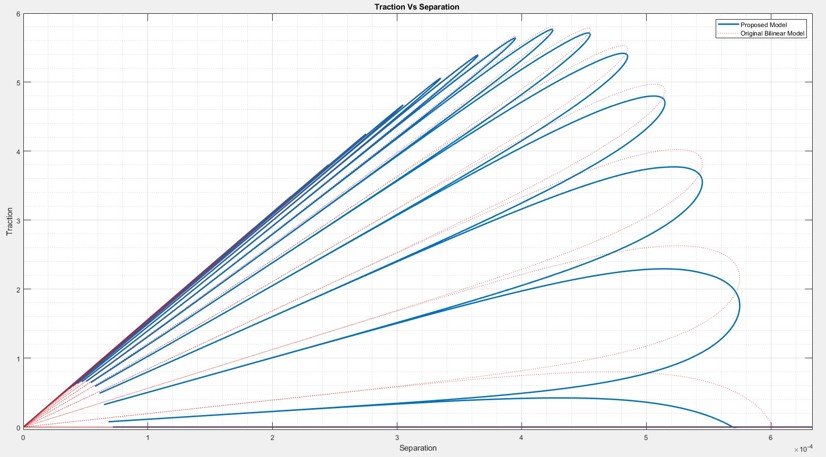 Traction Vs Separation
Proposed Model
Original Bilinear Model
6
5
4
3
2
1
0
Traction
0 1 2 3 4 5 6
×10⁻⁴
Separation